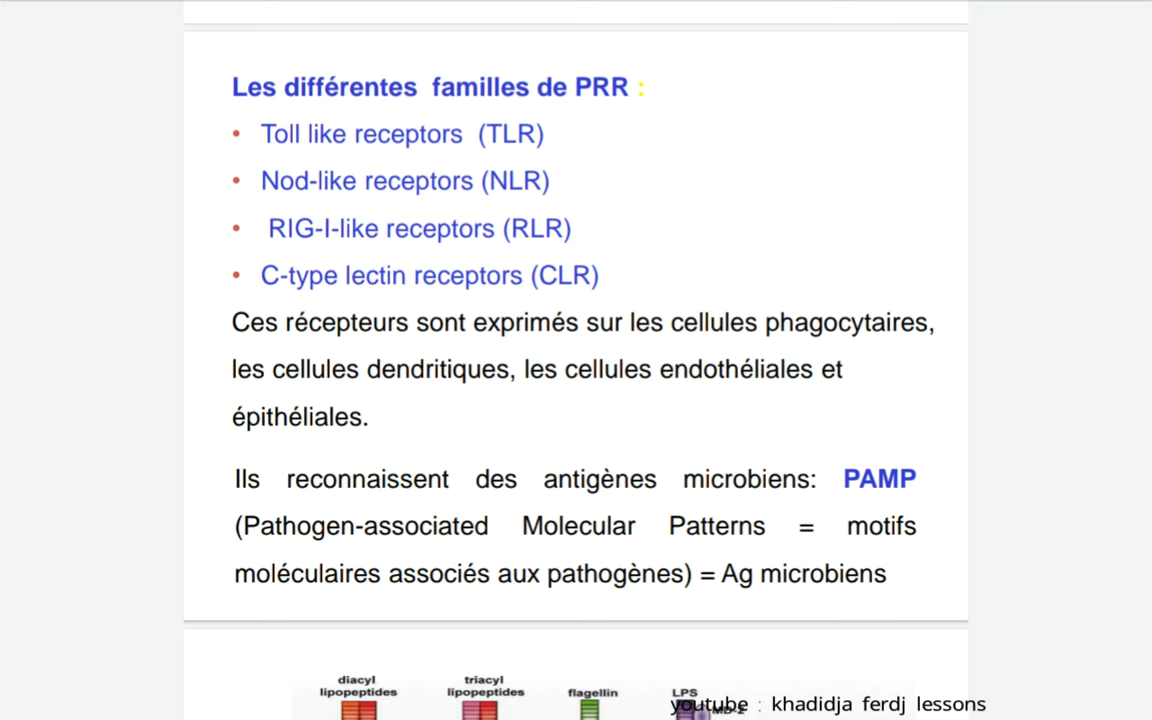 Les différentes familles de PRR :
• Toll like receptors (TLR)
• Nod-like receptors (NLR)
• RIG-I-like receptors (RLR)
• C-type lectin receptors (CLR)
Ces récepteurs sont exprimés sur les cellules phagocytaires,
les cellules dendritiques, les cellules endothéliales et
épithéliales.
Ils reconnaissent des antigènes microbiens: PAMP
(Pathogen-associated Molecular Patterns = motifs
moléculaires associés aux pathogènes) = Ag microbiens
diacyl
lipopeptides
triacyl
lipopeptides
flagellin
LPS
MD-2
youtube : khadidja ferdj lessons